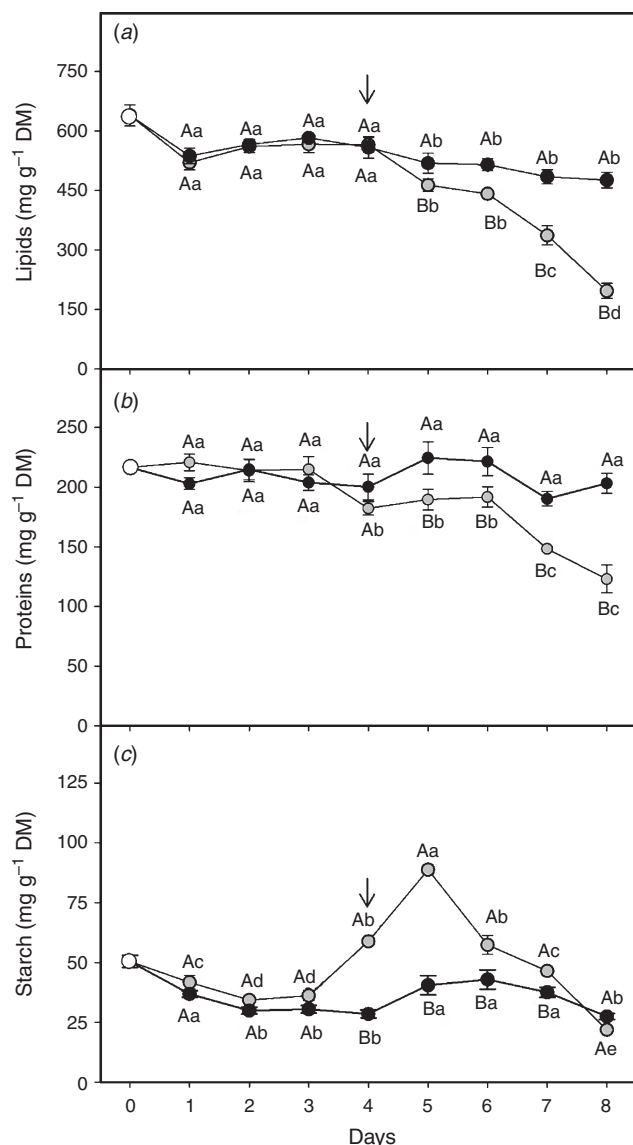 (a)
750
600
450
300
150
0
Lipids (mg g⁻¹ DM)
Aa Aa Aa Aa Ab Ab Ab Ab
Aa Aa Aa Aa Bb Bb Bc Bd
(b)
250
200
150
100
50
0
Proteins (mg g⁻¹ DM)
Aa Aa Aa Aa Aa Aa Aa Aa
Aa Aa Aa Ab Bb Bb Bc Bc
(c)
125
100
75
50
25
0
Starch (mg g⁻¹ DM)
Ac Ad Ad Ab Aa Ab Ac Ab
Aa Ab Ab Bb Ba Ba Ba Ae
0 1 2 3 4 5 6 7 8
Days